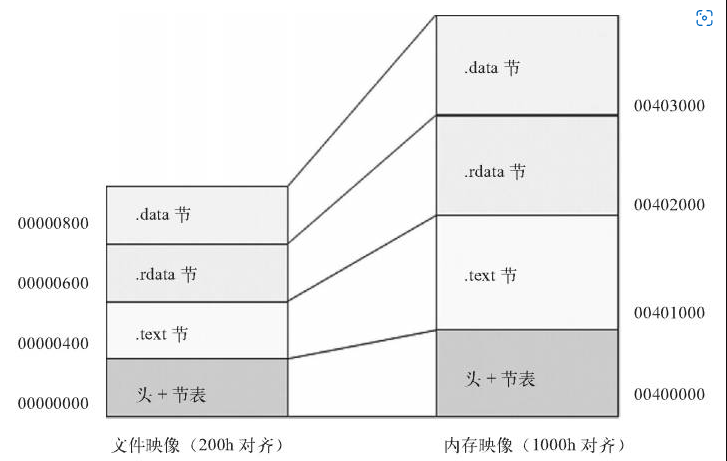 .data 节
00403000
.rdata 节
00402000
.data 节
00000800
.rdata 节
.text 节
00000600
00401000
.text 节
00000400
头 + 节表
头 + 节表
00400000
00000000
文件映像（200h 对齐）
内存映像（1000h 对齐）